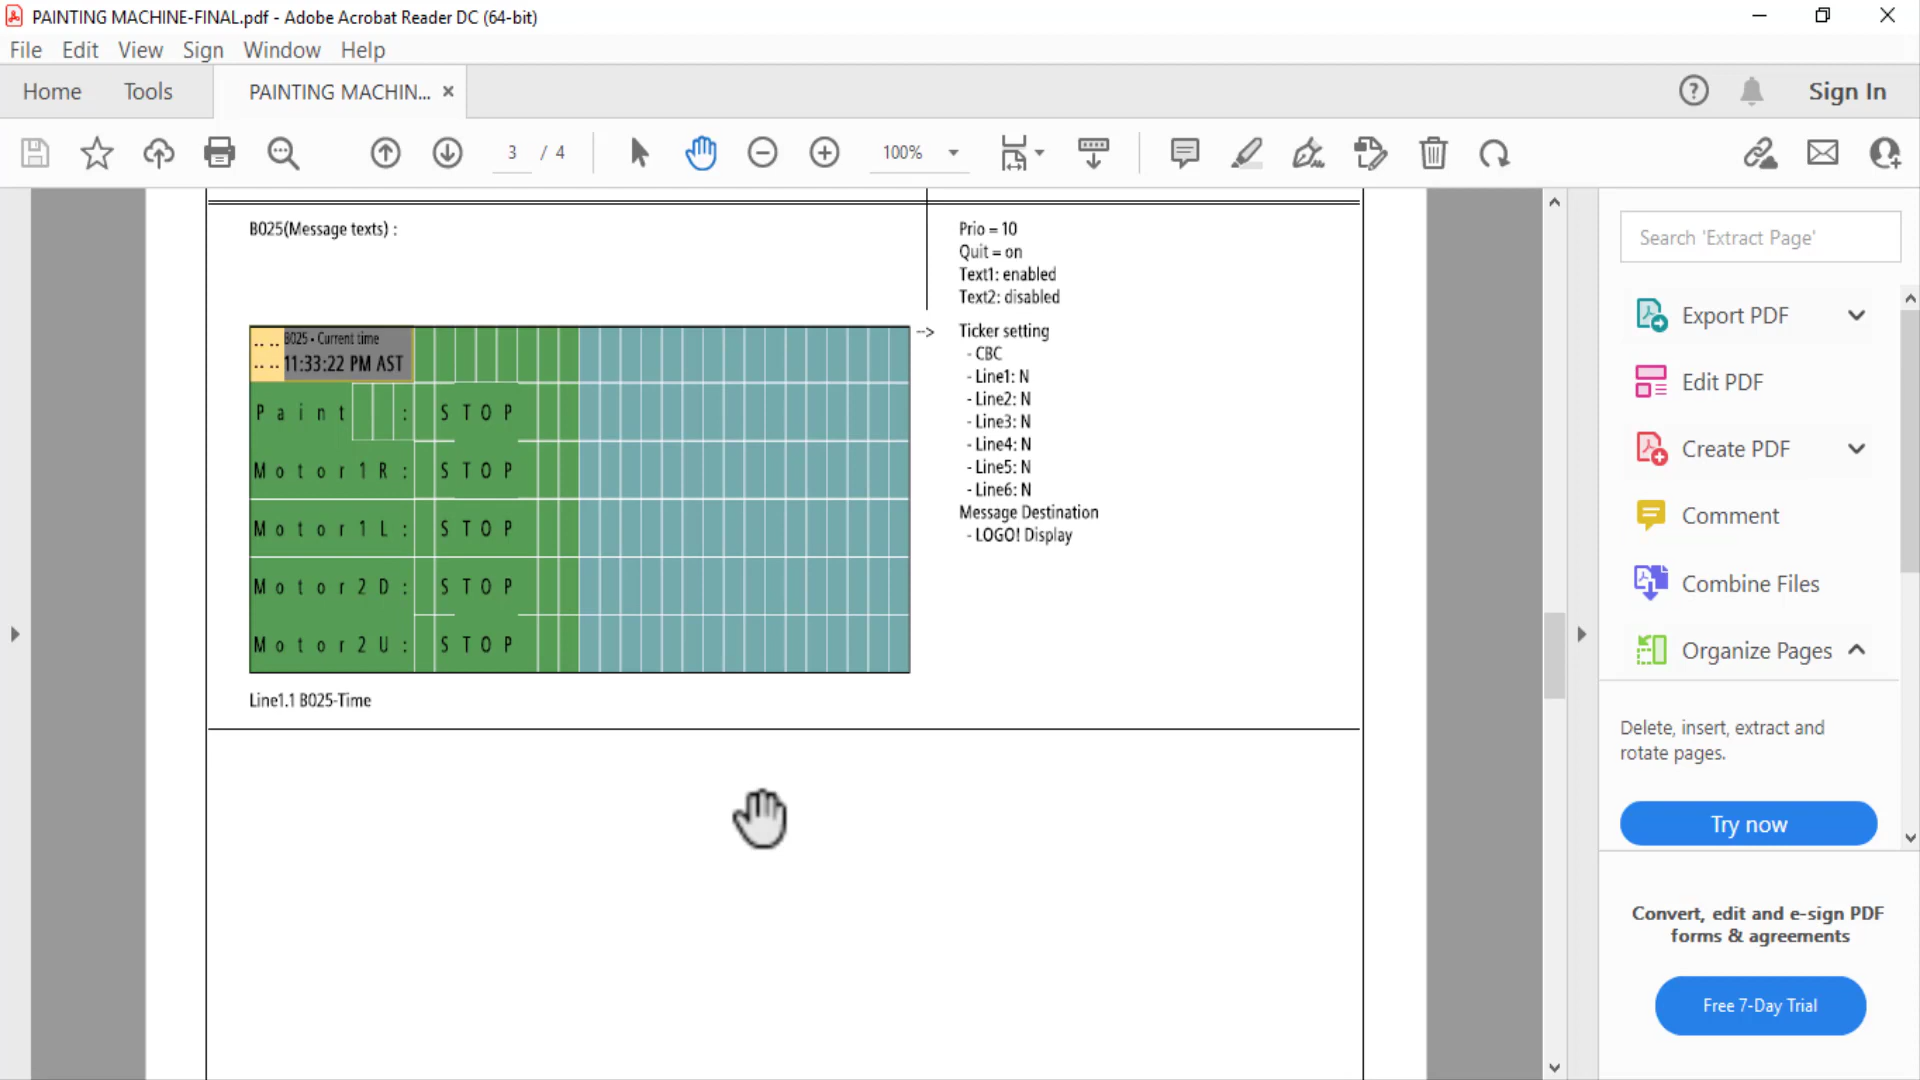 PAINTING MACHINE-FINAL.pdf - Adobe Acrobat Reader DC (64-bit)
File Edit View Sign Window Help
Home Tools PAINTING MACHIN... × Sign In
3 / 4 100%
B025(Message texts) :
Prio = 10
Quit = on
Text1: enabled
Text2: disabled
B025 - Current time
11:33:22 PM AST
Paint : STOP
Motor1R: STOP
Motor1L: STOP
Motor2D: STOP
Motor2U: STOP
Line1.1 B025-Time
--> Ticker setting
- CBC
- Line1: N
- Line2: N
- Line3: N
- Line4: N
- Line5: N
- Line6: N
Message Destination
- LOGO! Display
Search 'Extract Page'
Export PDF
Edit PDF
Create PDF
Comment
Combine Files
Organize Pages
Delete, insert, extract and
rotate pages.
Try now
Convert, edit and e-sign PDF
forms & agreements
Free 7-Day Trial